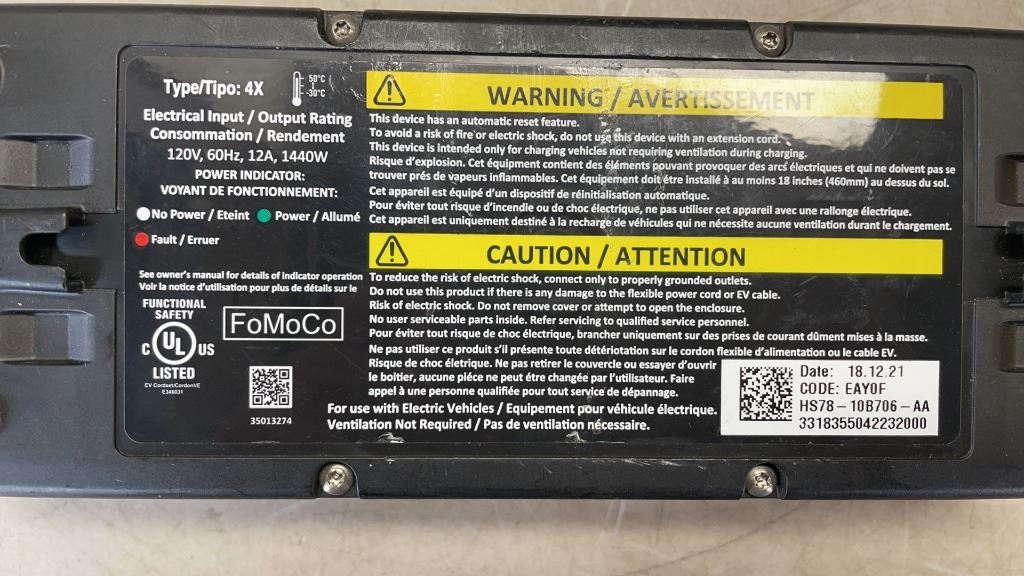 Type/Tipo: 4X
50°C
-30°C
Electrical Input / Output Rating
Consommation / Rendement
120V, 60Hz, 12A, 1440W
POWER INDICATOR:
VOYANT DE FONCTIONNEMENT:
No Power / Eteint Power / Allumé
Fault / Erruer
See owner's manual for details of indicator operation
Voir la notice d'utilisation pour plus de détails sur le
FUNCTIONAL
SAFETY
C UL US
LISTED
EV Cordset/CordonVE
E346031
FoMoCo
35013274
WARNING / AVERTISSEMENT
This device has an automatic reset feature.
To avoid a risk of fire or electric shock, do not use this device with an extension cord.
This device is intended only for charging vehicles not requiring ventilation during charging.
Risque d'explosion. Cet équipment contient des éléments pouvant provoquer des arcs électriques et qui ne doivent pas se
trouver prés de vapeurs inflammables. Cet équipement doit étre installé à au moins 18 inches (460mm) au dessus du sol.
Cet appareil est équipé d'un dispositif de réinitialisation automatique.
Pour éviter tout risque d'incendie ou de choc électrique, ne pas utiliser cet appareil avec une rallonge électrique.
Cet appareil est uniquement destiné à la recharge de véhicules qui ne nécessite aucune ventilation durant le chargement.
CAUTION / ATTENTION
To reduce the risk of electric shock, connect only to properly grounded outlets.
Do not use this product if there is any damage to the flexible power cord or EV cable.
Risk of electric shock. Do not remove cover or attempt to open the enclosure.
No user serviceable parts inside. Refer servicing to qualified service personnel.
Pour éviter tout risque de choc électrique, brancher uniquement sur des prises de courant dûment mises à la masse.
Ne pas utiliser ce produit s'il présente toute détérioration sur le cordon flexible d'alimentation ou le cable EV.
Risque de choc életrique. Ne pas retirer le couvercle ou essayer d'ouvrir
le boitier, aucune piéce ne peut être changée par l'utilisateur. Faire
appel à une personne qualifiée pour tout service de dépannage.
For use with Electric Vehicles / Equipement pour véhicule électrique.
Ventilation Not Required / Pas de ventilation nécessaire.
Date: 18.12.21
CODE: EAY0F
HS78-10B706-AA
3318355042232000